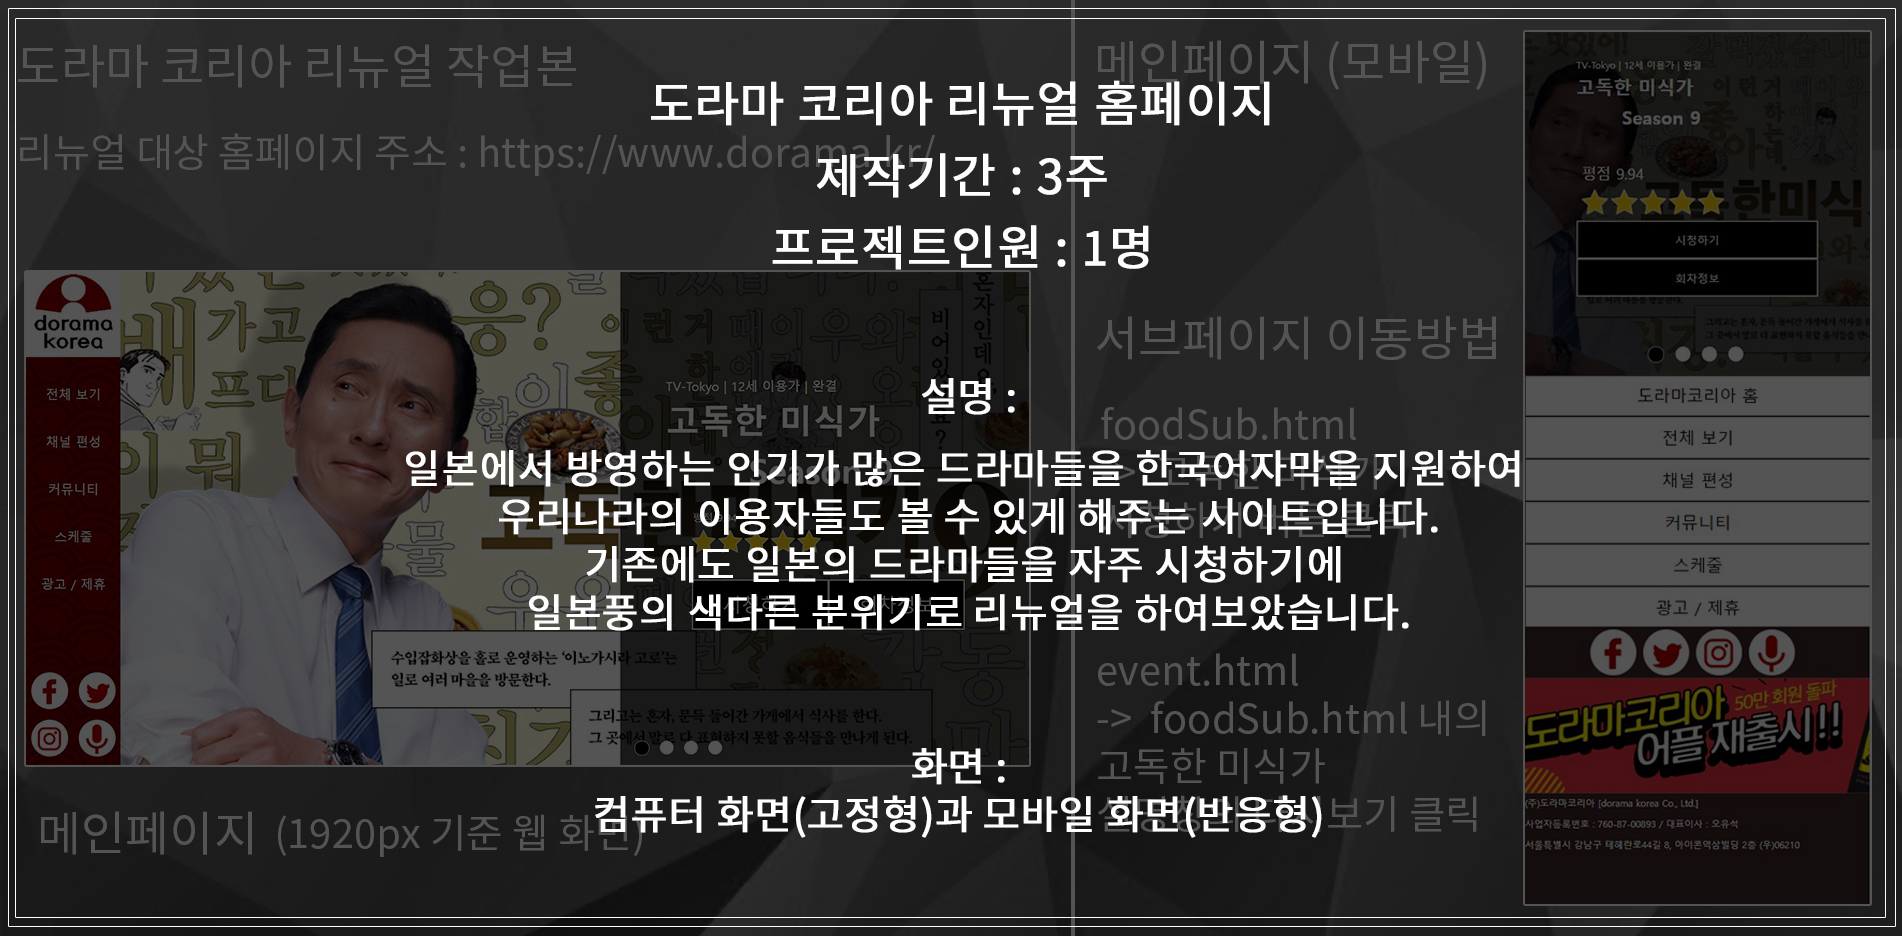 도라마 코리아 리뉴얼 홈페이지
제작기간 : 3주
프로젝트인원 : 1명
설명 :
일본에서 방영하는 인기가 많은 드라마들을 한국어자막을 지원하여
우리나라의 이용자들도 볼 수 있게 해주는 사이트입니다.
기존에도 일본의 드라마들을 자주 시청하기에
일본풍의 색다른 분위기로 리뉴얼을 하여보았습니다.
화면 :
컴퓨터 화면(고정형)과 모바일 화면(반응형)
도라마 코리아 리뉴얼 작업본
리뉴얼 대상 홈페이지 주소 : https://www.dorama.kr/
dorama
korea
전체 보기
채널 편성
커뮤니티
스케줄
광고 / 제휴
TV-Tokyo | 12세 이용가 | 완결
고독한 미식가
Season 9
수입잡화상을 홀로 운영하는 '이노가시라 고로'는
일로 여러 마을을 방문한다.
그리고는 혼자, 문득 들어간 가게에서 식사를 한다.
그 곳에서 말로 다 표현하지 못할 음식들을 만나게 된다.
메인페이지 (1920px 기준 웹 화면)
메인페이지 (모바일)
서브페이지 이동방법
foodSub.html
event.html
-> foodSub.html 내의
고독한 미식가
보기 클릭
TV-Tokyo | 12세 이용가 | 완결
고독한 미식가
Season 9
평점 9.94
시청하기
회차정보
도라마코리아 홈
전체 보기
채널 편성
커뮤니티
스케줄
광고 / 제휴
50만 회원 돌파
도라마코리아
어플 재출시!!
(주)도라마코리아 [dorama korea Co., Ltd.]
사업자등록번호 : 760-87-00893 / 대표이사 : 오유석
서울특별시 강남구 테헤란로44길 8, 아이콘역삼빌딩 2층 (우)06210